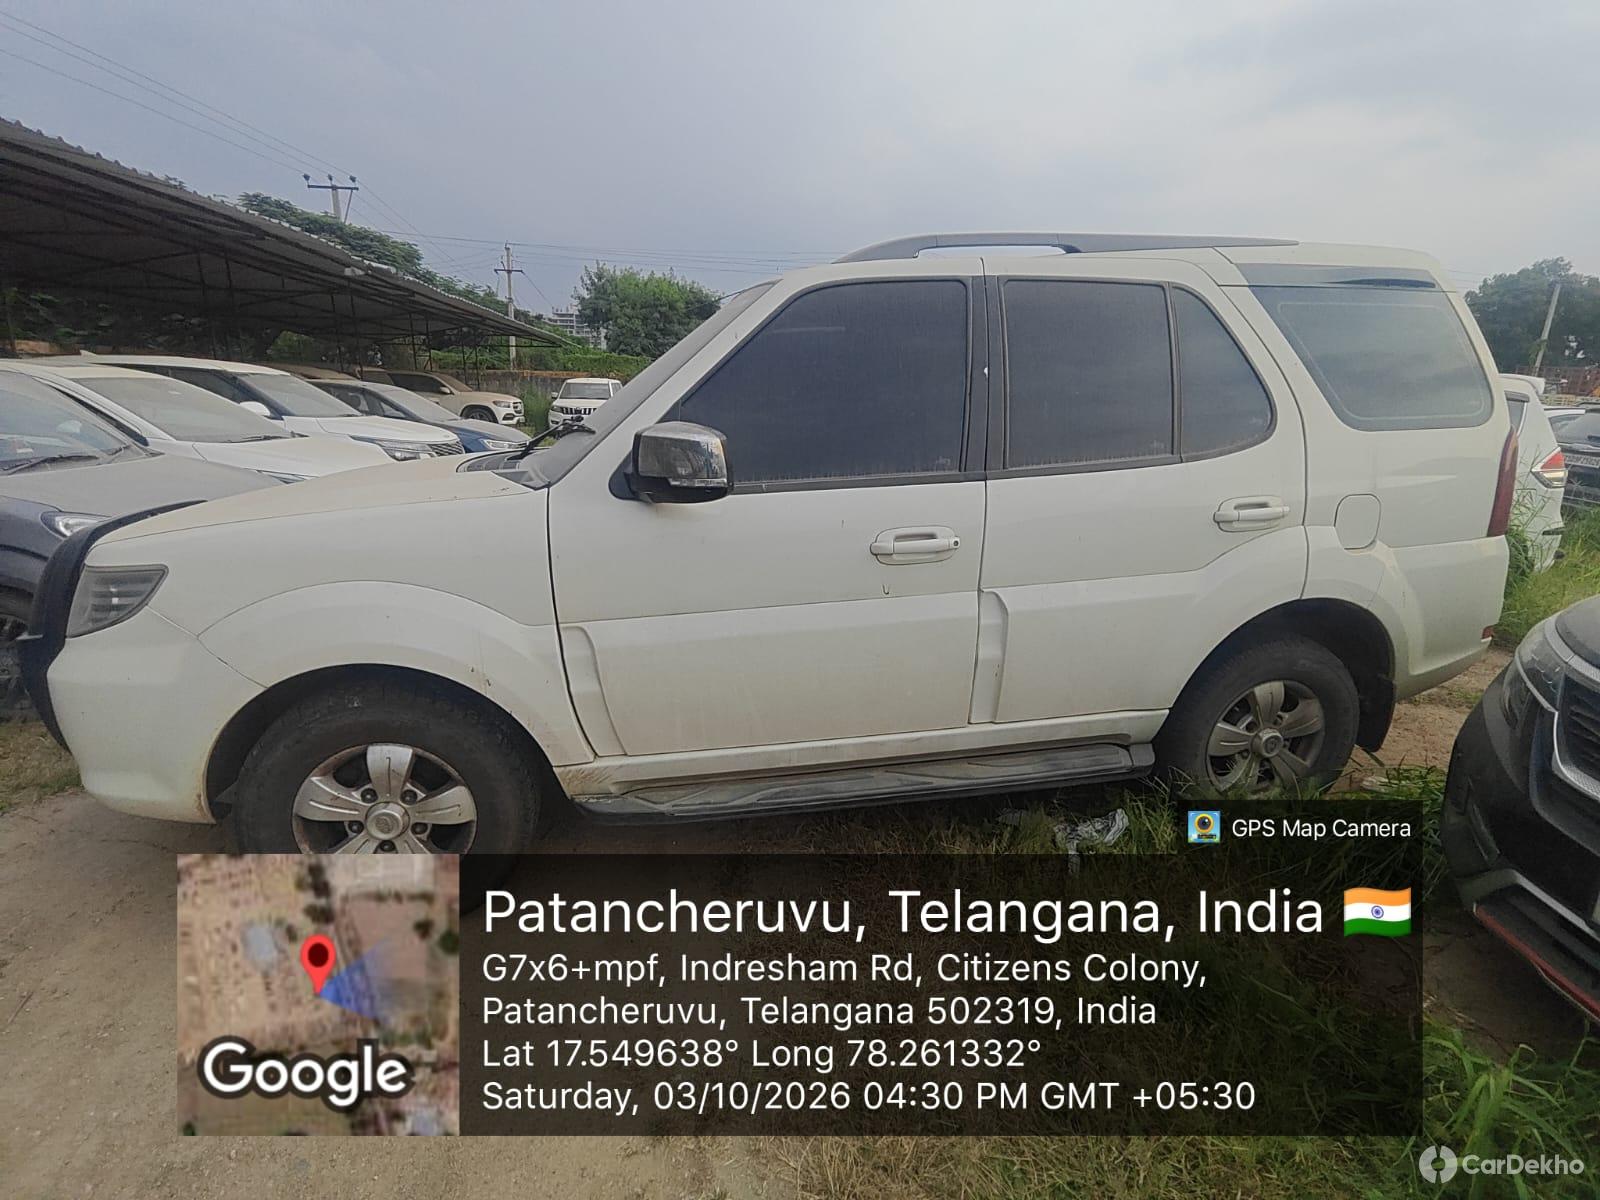 GPS Map Camera
Patancheruvu, Telangana, India
G7x6+mpf, Indresham Rd, Citizens Colony,
Patancheruvu, Telangana 502319, India
Lat 17.549638° Long 78.261332°
Saturday, 03/10/2026 04:30 PM GMT +05:30
Google
CarDekho